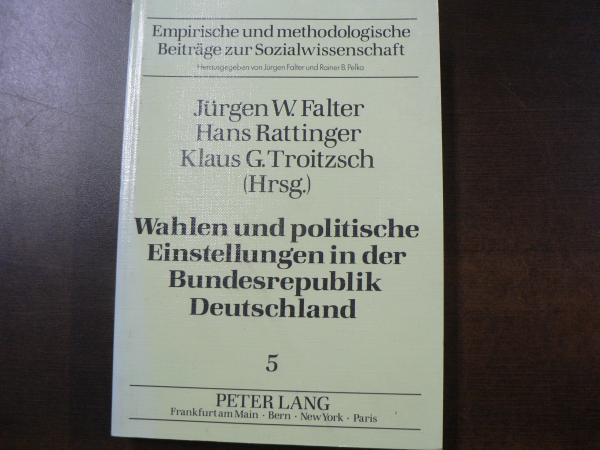 Empirische und methodologische
Beiträge zur Sozialwissenschaft
Herausgegeben von Jürgen Falter und Rainer B. Pelka
Jürgen W. Falter
Hans Rattinger
Klaus G. Troitzsch
(Hrsg.)
Wahlen und politische
Einstellungen in der
Bundesrepublik
Deutschland
5
PETER LANG
Frankfurt am Main · Bern · New York · Paris